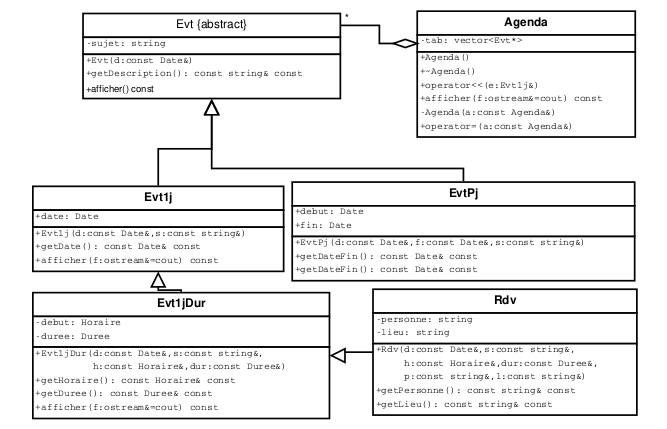 Evt {abstract}
-sujet: string
+Evt(d:const Date&)
+getDescription(): const string& const
+afficher() const
*
Agenda
-tab: vector<Evt*>
+Agenda()
+~Agenda()
+operator<<(e:Evt1j&)
+afficher(f:ostream&=cout) const
-Agenda(a:const Agenda&)
+operator=(a:const Agenda&)
Evt1j
+date: Date
+Evt1j(d:const Date&,s:const string&)
+getDate(): const Date& const
+afficher(f:ostream&=cout) const
EvtPj
+debut: Date
+fin: Date
+EvtPj(d:const Date&,f:const Date&,s:const string&)
+getDateFin(): const Date& const
+getDateFin(): const Date& const
Evt1jDur
-debut: Horaire
-duree: Duree
+Evt1jDur(d:const Date&,s:const string&,
h:const Horaire&,dur:const Duree&)
+getHoraire(): const Horaire& const
+getDuree(): const Duree& const
+afficher(f:ostream&=cout) const
Rdv
-personne: string
-lieu: string
+Rdv(d:const Date&,s:const string&,
h:const Horaire&,dur:const Duree&,
p:const string&,l:const string&)
+getPersonne(): const string& const
+getLieu(): const string& const